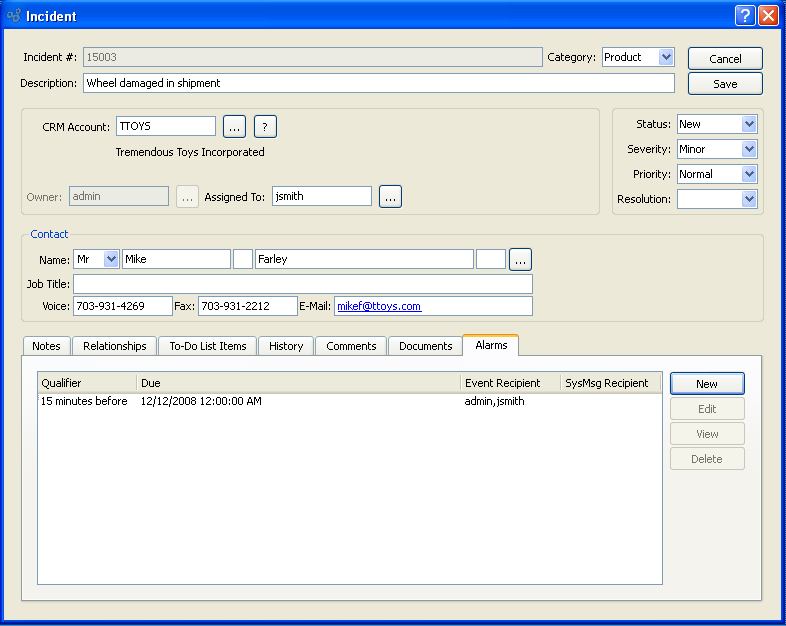 Incident ?
Incident #: 15003 Category: Product Cancel
Description: Wheel damaged in shipment Save
CRM Account: TTOYS ... ?
Tremendous Toys Incorporated
Owner: admin ... Assigned To: jsmith ...
Status: New
Severity: Minor
Priority: Normal
Resolution:
Contact
Name: Mr Mike Farley ...
Job Title:
Voice: 703-931-4269 Fax: 703-931-2212 E-Mail: mikef@ttoys.com
Notes Relationships To-Do List Items History Comments Documents Alarms
Qualifier Due Event Recipient SysMsg Recipient
15 minutes before 12/12/2008 12:00:00 AM admin,jsmith
New
Edit
View
Delete